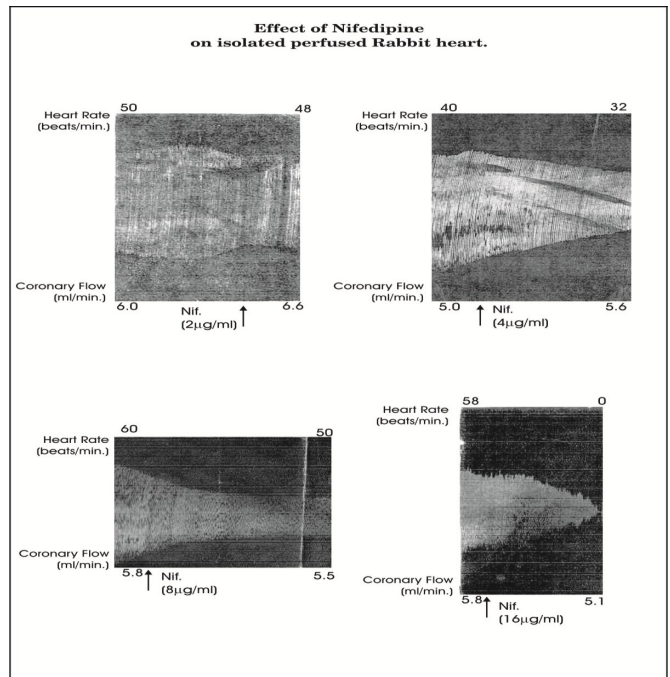 Effect of Nifedipine
on isolated perfused Rabbit heart.
50 48
Heart Rate
(beats/min.)
Coronary Flow
(ml/min.)
6.0 6.6
Nif.
(2µg/ml)
40 32
Heart Rate
(beats/min.)
Coronary Flow
(ml/min.)
5.0 5.6
Nif.
(4µg/ml)
60 50
Heart Rate
(beats/min.)
Coronary Flow
(ml/min.)
5.8 5.5
Nif.
(8µg/ml)
58 0
Heart Rate
(beats/min.)
Coronary Flow
(ml/min.)
5.8 5.1
Nif.
(16µg/ml)